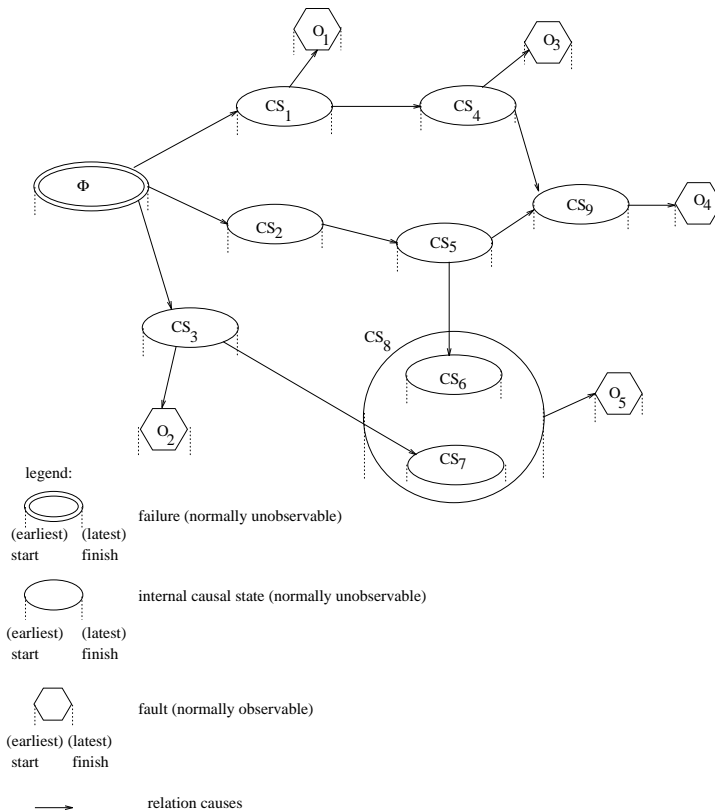 O1
O3
CS1
CS4
Φ
CS2
CS9
O4
CS5
CS3
CS8
CS6
O5
O2
CS7
legend:
failure (normally unobservable)
(earliest) (latest)
start finish
internal causal state (normally unobservable)
(earliest) (latest)
start finish
fault (normally observable)
(earliest) (latest)
start finish
relation causes